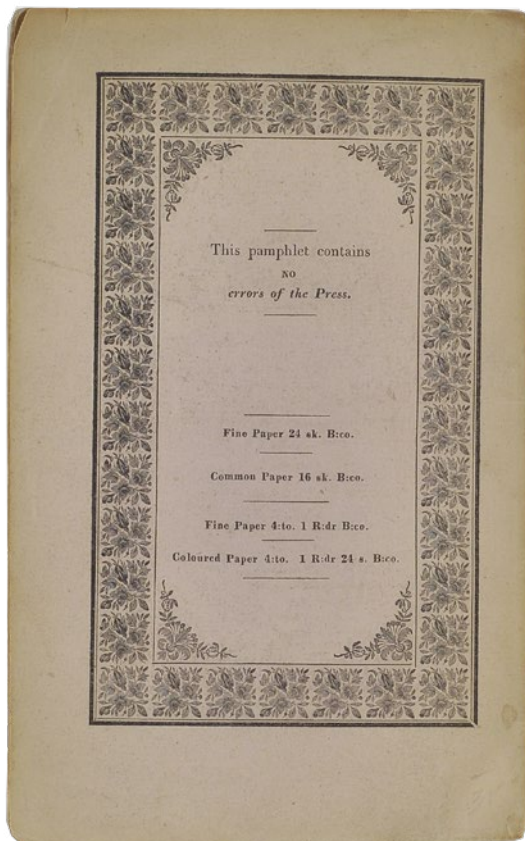 This pamphlet contains
NO
errors of the Press.
Fine Paper 24 sk. B:co.
Common Paper 16 sk. B:co.
Fine Paper 4:to. 1 R:dr B:co.
Coloured Paper 4:to. 1 R:dr 24 s. B:co.